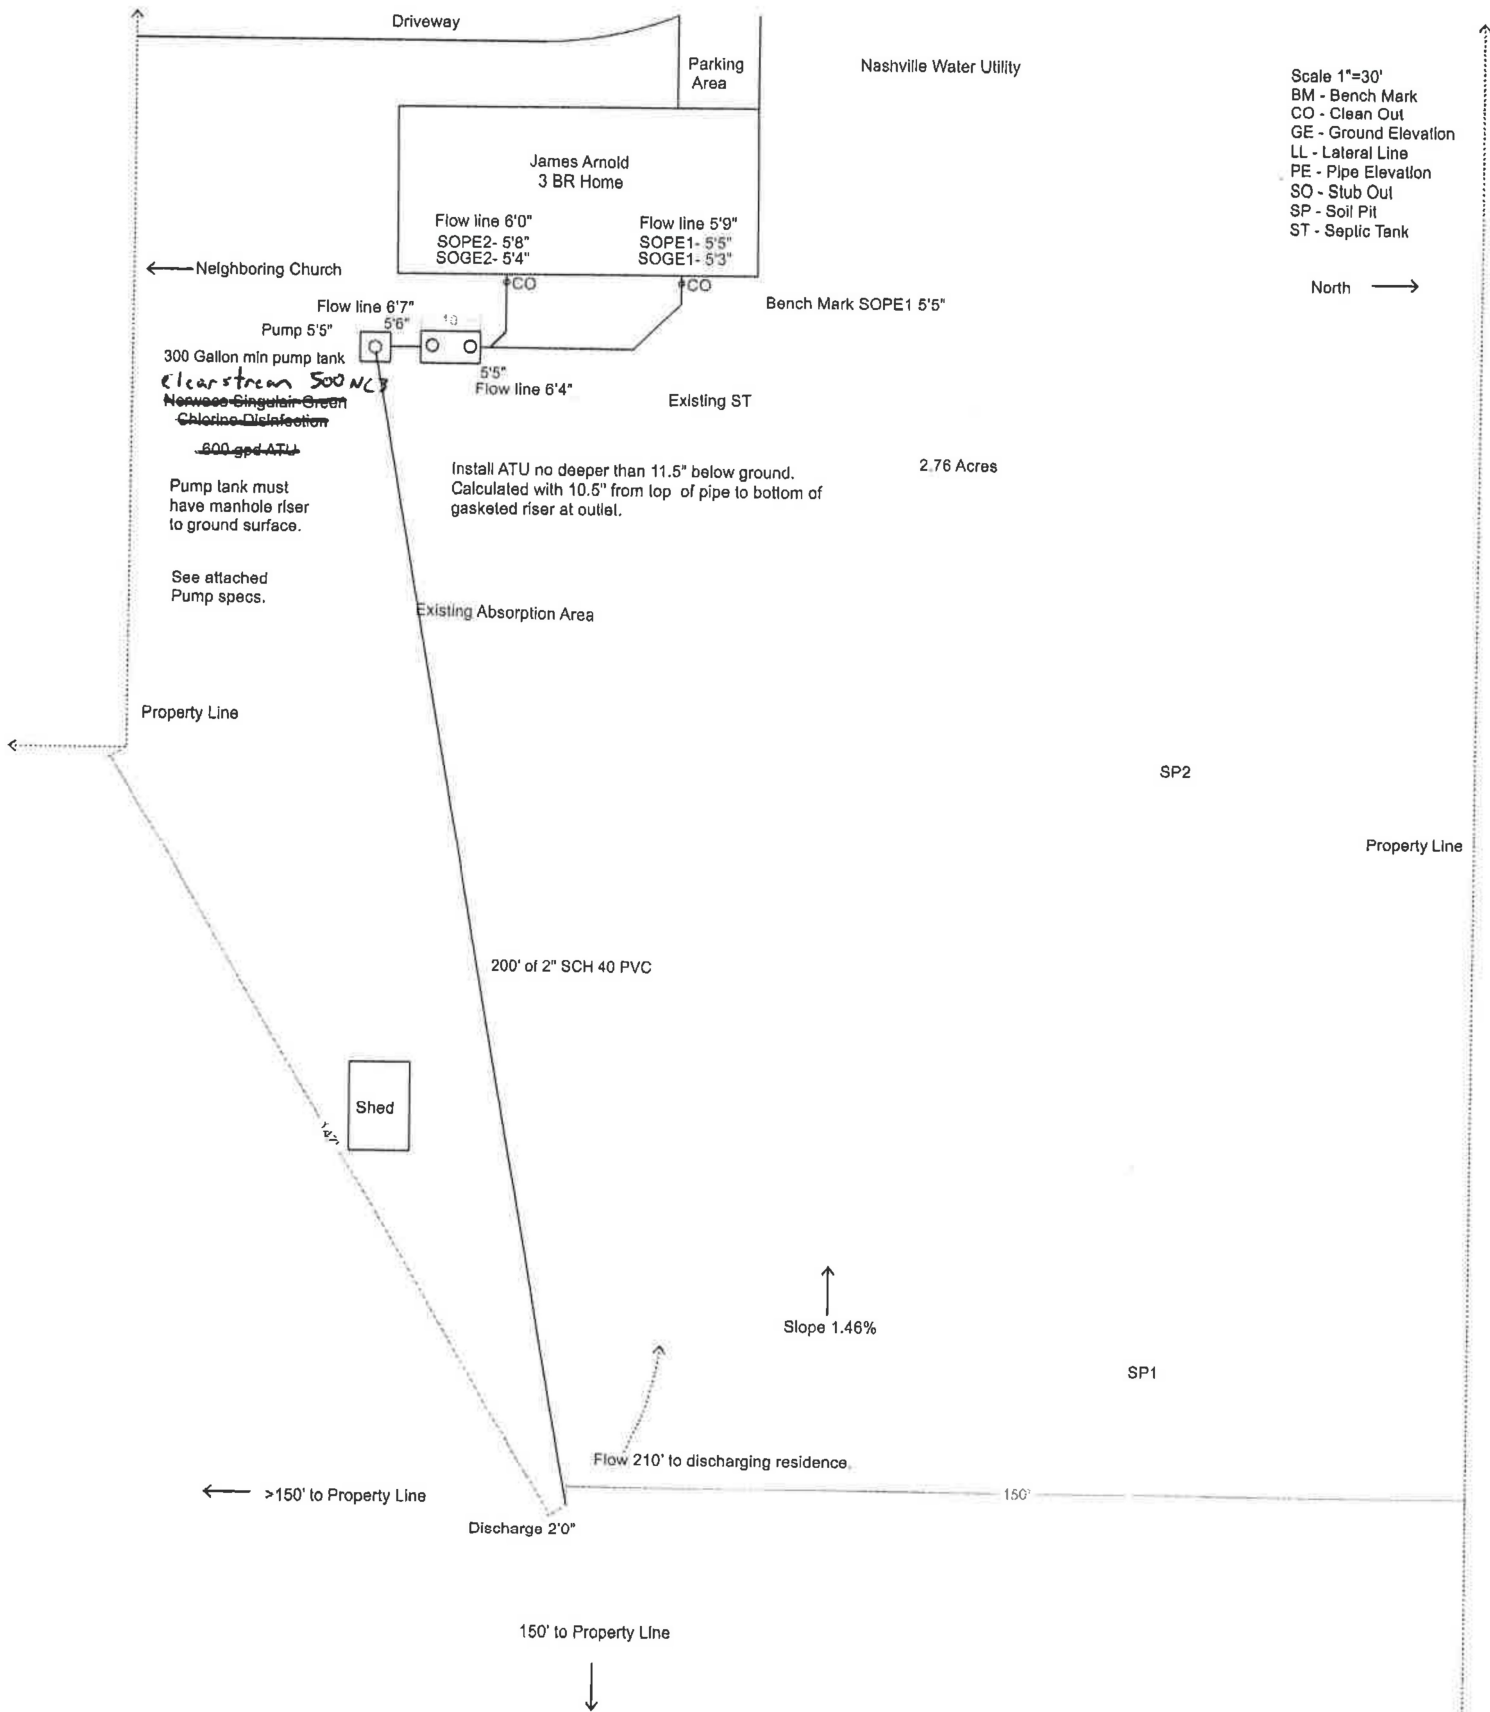 Driveway
Parking
Area
Nashville Water Utility
Scale 1"=30'
BM - Bench Mark
CO - Clean Out
GE - Ground Elevation
LL - Lateral Line
PE - Pipe Elevation
SO - Stub Out
SP - Soil Pit
ST - Septic Tank
North
James Arnold
3 BR Home
Flow line 6'0"
SOPE2- 5'8"
SOGE2- 5'4"
Flow line 5'9"
SOPE1- 5'5"
SOGE1- 5'3"
Neighboring Church
CO
CO
Bench Mark SOPE1 5'5"
Flow line 6'7"
5'6"
10
Pump 5'5"
300 Gallon min pump tank
Clearstream 500 NC3
Norweco Singulair Green
Chlorine Disinfection
600 gpd ATU
5'5"
Flow line 6'4"
Existing ST
Pump tank must
have manhole riser
to ground surface.
Install ATU no deeper than 11.5" below ground.
Calculated with 10.5" from top of pipe to bottom of
gasketed riser at outlet.
2.76 Acres
See attached
Pump specs.
Existing Absorption Area
Property Line
SP2
Property Line
200' of 2" SCH 40 PVC
Shed
147'
Slope 1.46%
SP1
Flow 210' to discharging residence.
>150' to Property Line
150'
Discharge 2'0"
150' to Property Line